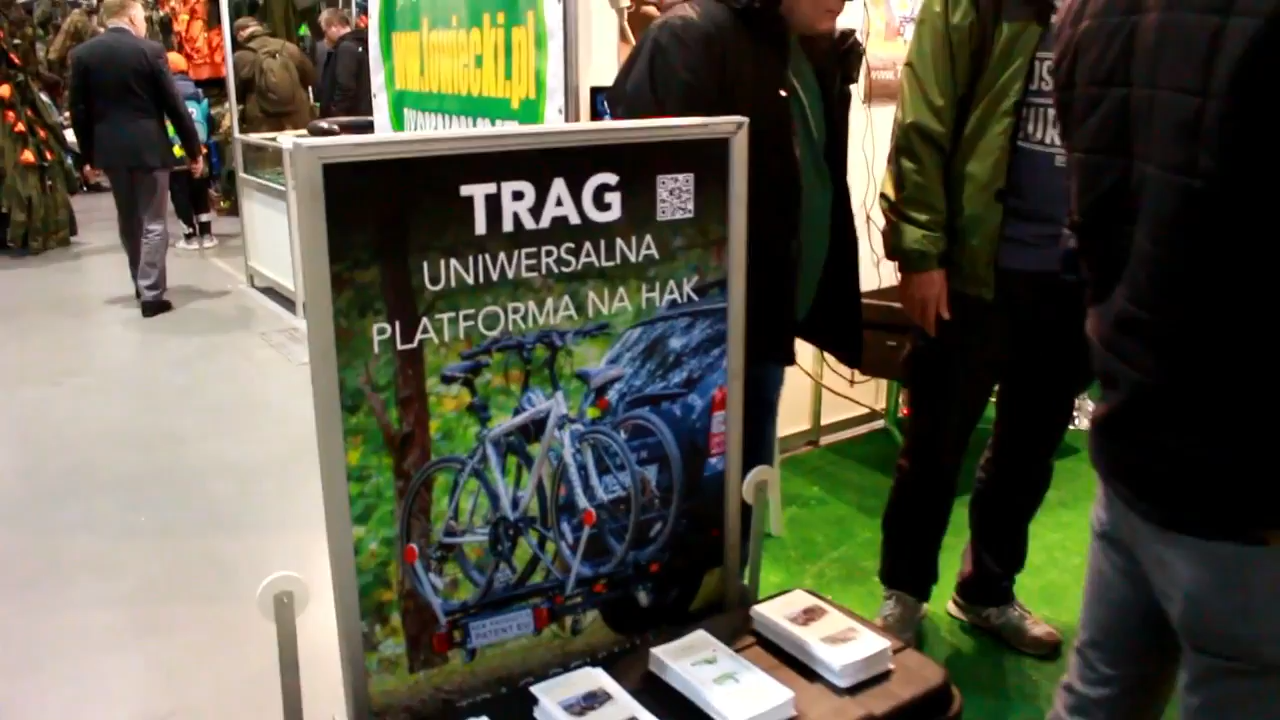 www.lowiecki.pl
TRAG
UNIWERSALNA
PLATFORMA NA HAK
PATENT EU